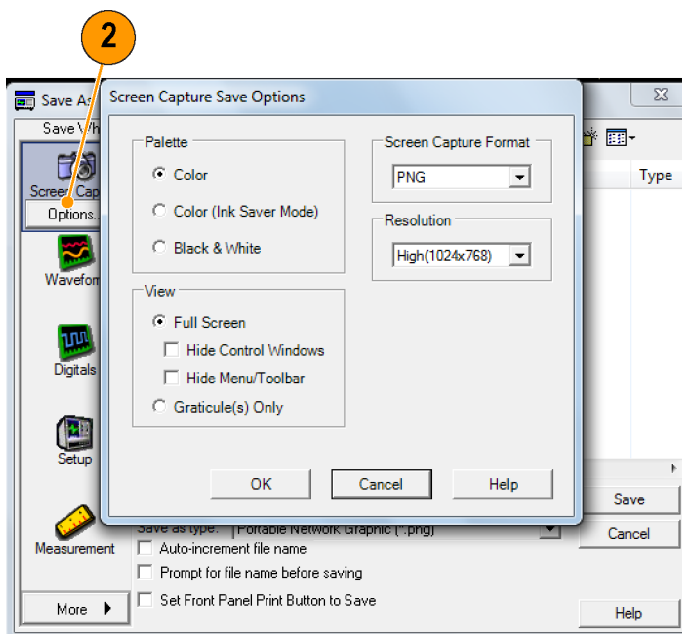 2
Save As
Screen Capture Save Options
Save Wh
Screen Cap
Options..
Waveform
Digitals
Setup
Measurement
More
Palette
Color
Color (Ink Saver Mode)
Black & White
View
Full Screen
Hide Control Windows
Hide Menu/Toolbar
Graticule(s) Only
Screen Capture Format
PNG
Resolution
High(1024x768)
OK
Cancel
Help
Type
Save as type: Portable Network Graphic (*.png)
Auto-increment file name
Prompt for file name before saving
Set Front Panel Print Button to Save
Save
Cancel
Help